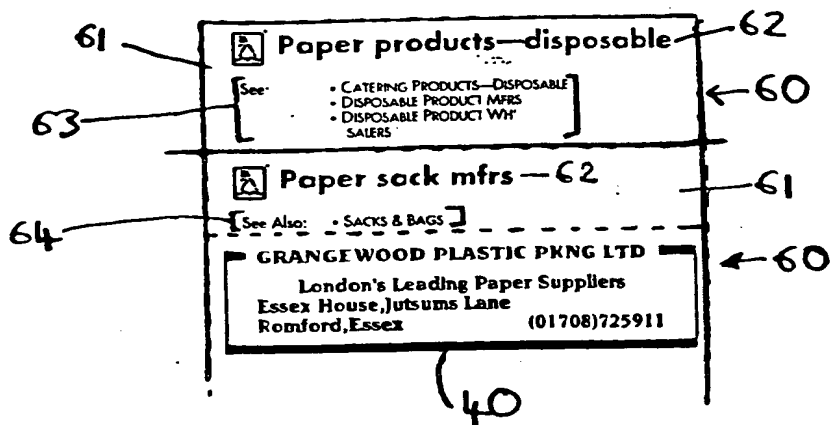 61 Paper products—disposable 62
See · CATERING PRODUCTS—DISPOSABLE 60
63 · DISPOSABLE PRODUCT MFRS
· DISPOSABLE PRODUCT WH'
SALERS
Paper sack mfrs — 62
61
64 See Also: · SACKS & BAGS
GRANGEWOOD PLASTIC PKNG LTD 60
London's Leading Paper Suppliers
Essex House,Jutsums Lane
Romford,Essex (01708)725911
40